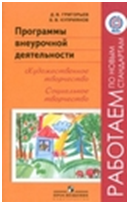 Д. В. ГРИГОРЬЕВ
Б. В. КУПРИЯНОВ
Программы
внеурочной
деятельности
«Художественное
творчество»
Социальное
творчество»
РАБОТАЕМ ПО НОВЫМ
СТАНДАРТАМ